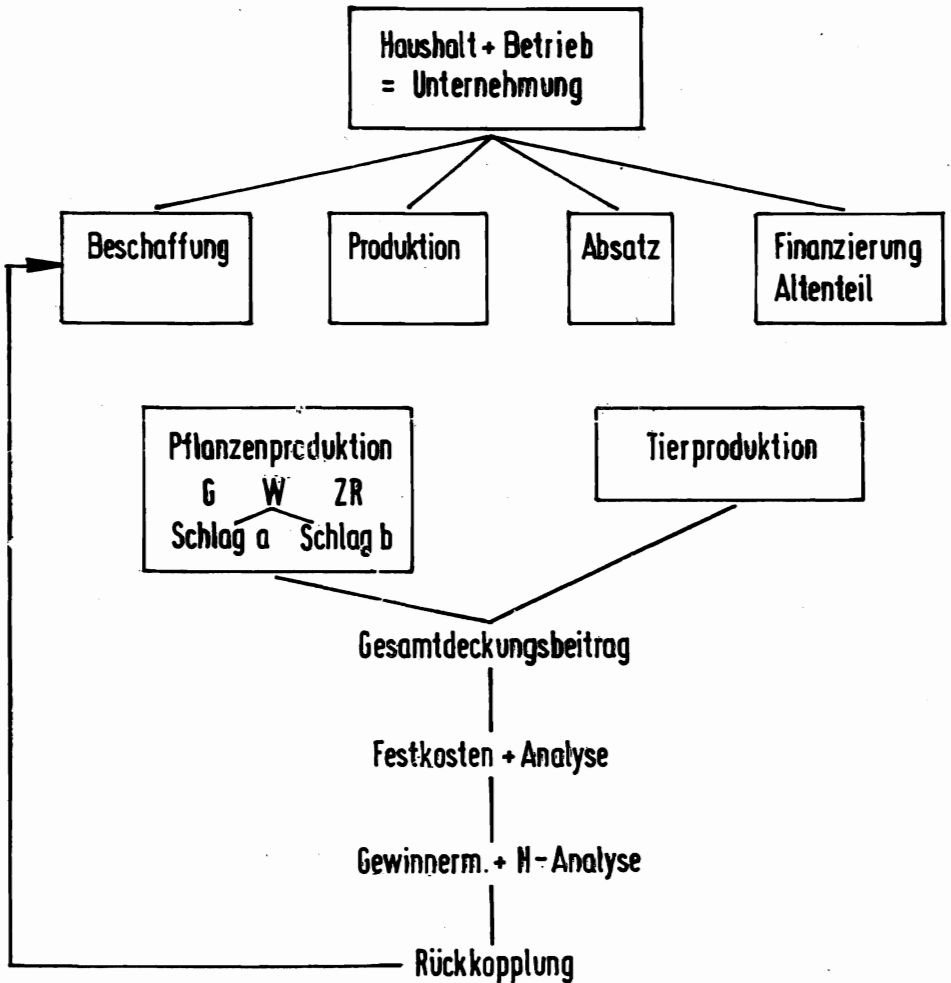 Haushalt + Betrieb
= Unternehmung
Beschaffung
Produktion
Absatz
Finanzierung
Altenteil
Pflanzenproduktion
G W ZR
Schlag a Schlag b
Tierproduktion
Gesamtdeckungsbeitrag
Festkosten + Analyse
Gewinnerm. + H-Analyse
Rückkopplung